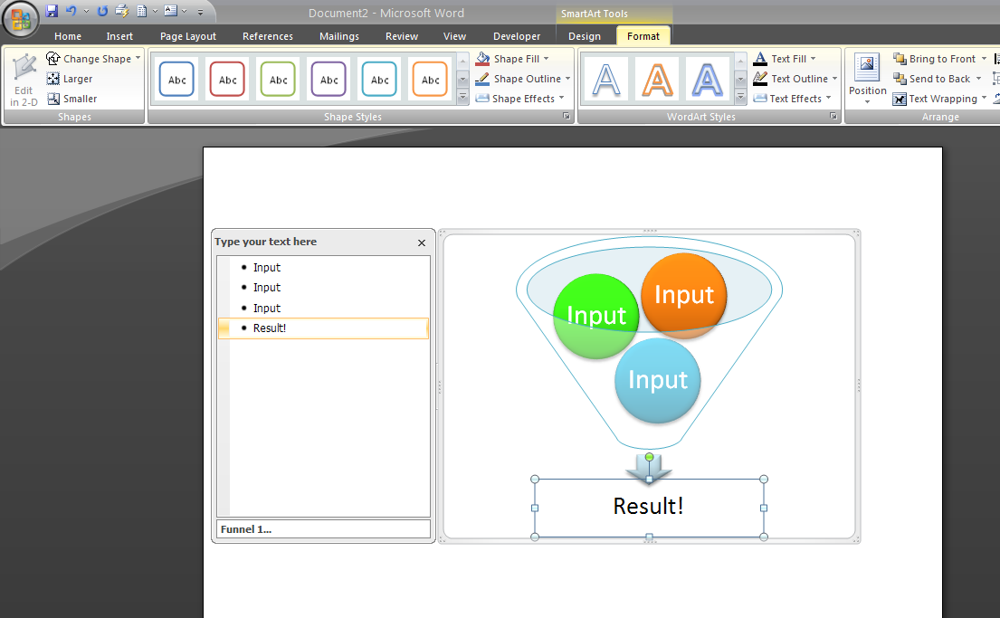 Document2 - Microsoft Word
SmartArt Tools
Home Insert Page Layout References Mailings Review View Developer Design Format
Change Shape
Larger
Smaller
Edit
in 2-D
Shapes
Abc Abc Abc Abc Abc Abc
Shape Fill
Shape Outline
Shape Effects
Shape Styles
A A A
Text Fill
Text Outline
Text Effects
WordArt Styles
Position
Bring to Front
Send to Back
Text Wrapping
Arrange
Type your text here
Input
Input
Input
Result!
Funnel 1...
Input
Input
Input
Result!